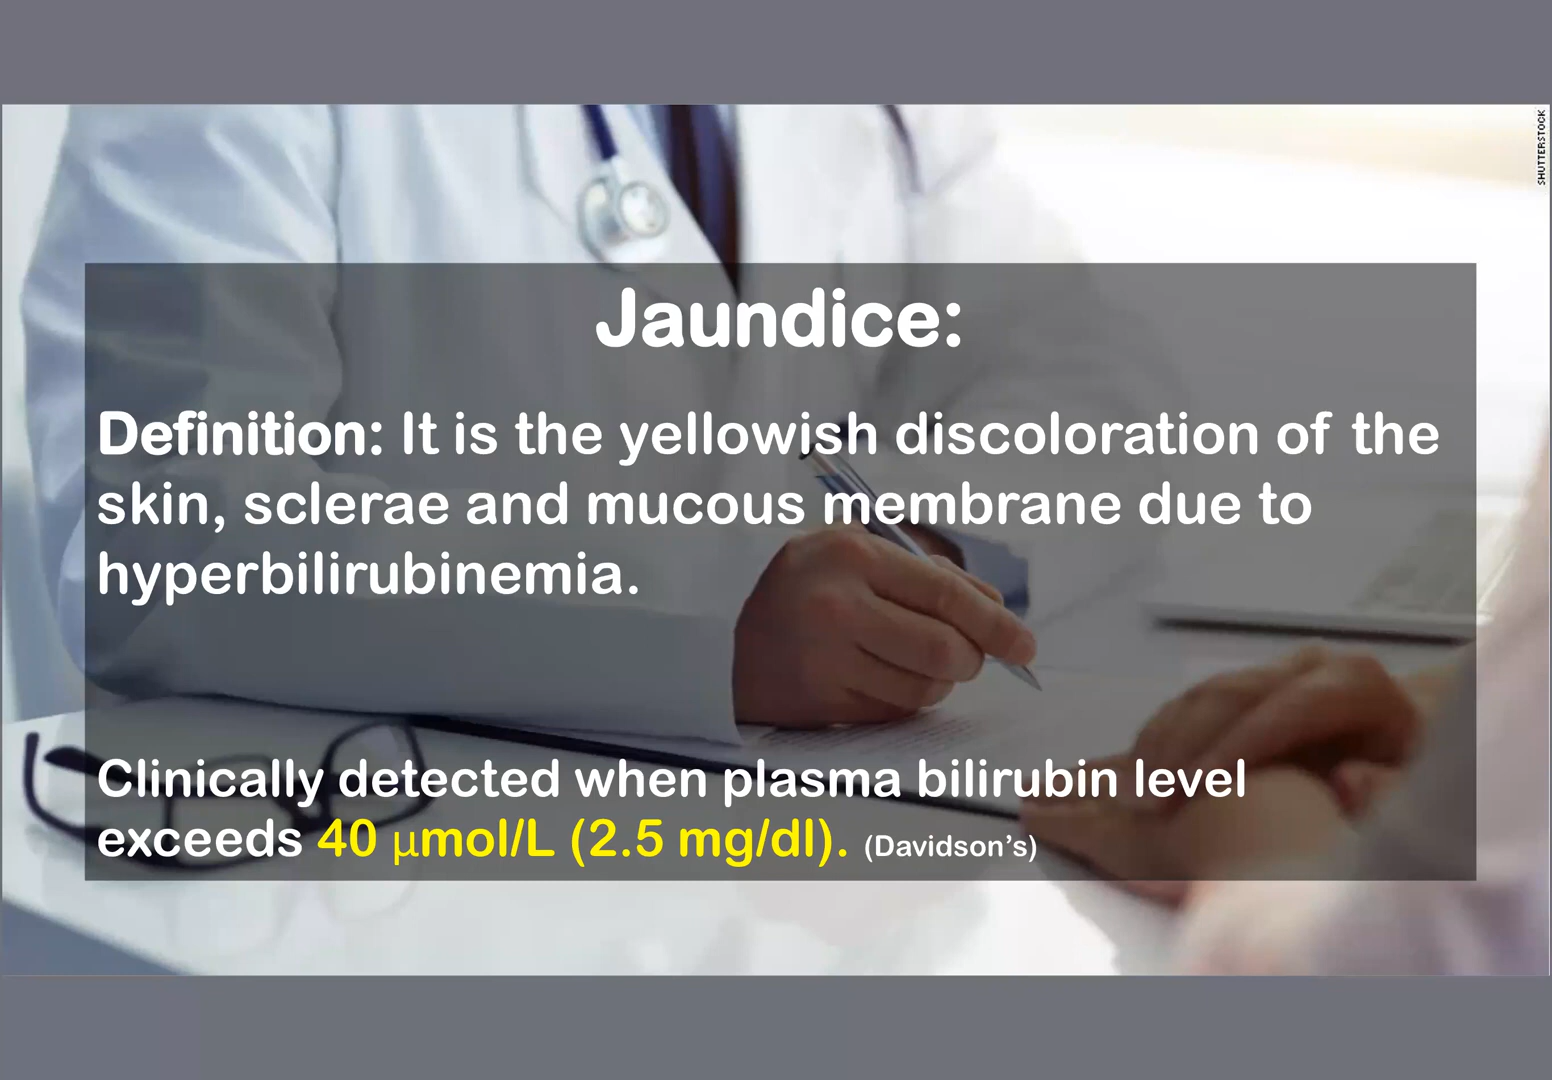 SHUTTERSTOCK
Jaundice:
Definition: It is the yellowish discoloration of the
skin, sclerae and mucous membrane due to
hyperbilirubinemia.
Clinically detected when plasma bilirubin level
exceeds 40 μmol/L (2.5 mg/dl). (Davidson’s)